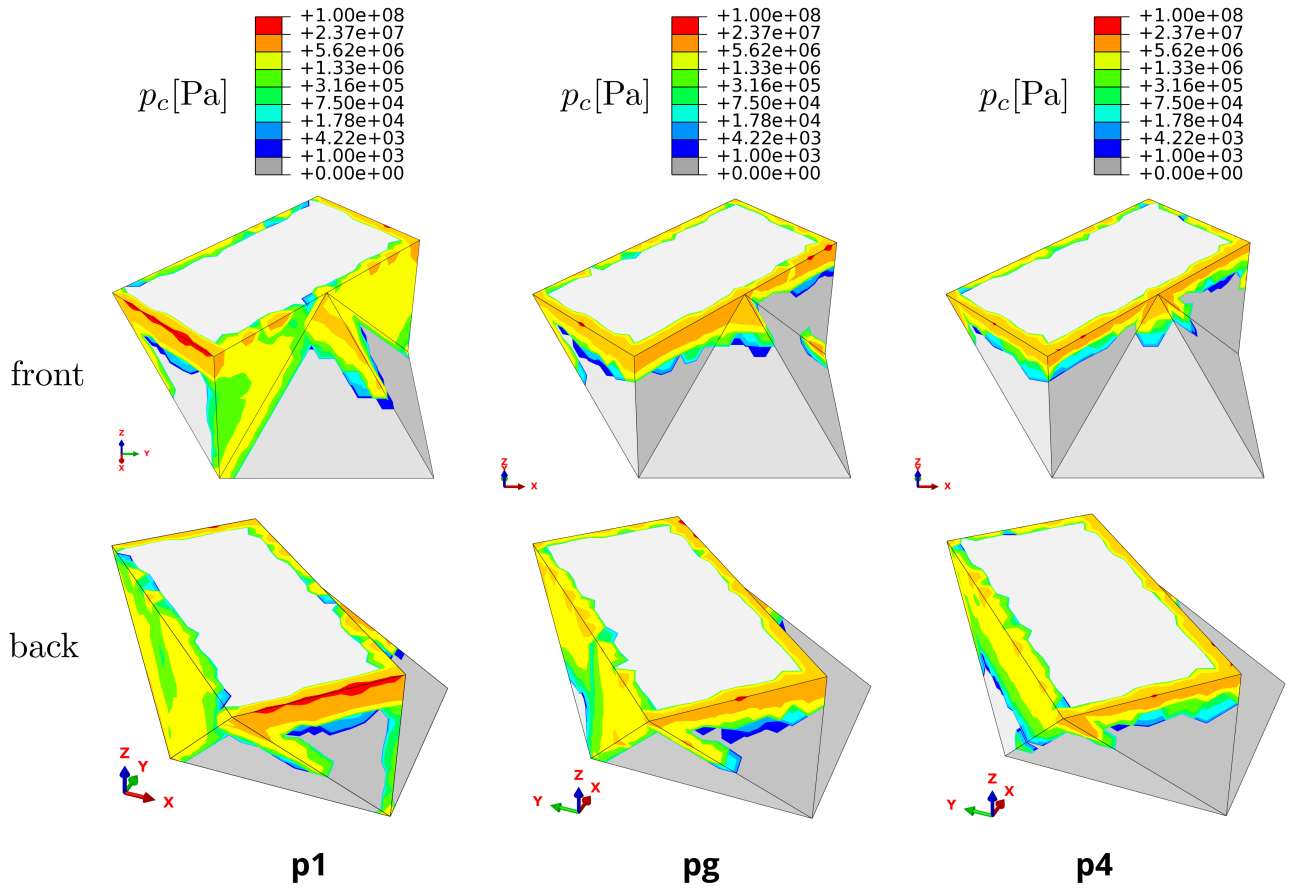 +1.00e+08
+2.37e+07
+5.62e+06
+1.33e+06
+3.16e+05
+7.50e+04
+1.78e+04
+4.22e+03
+1.00e+03
+0.00e+00
p_c[Pa]
+1.00e+08
+2.37e+07
+5.62e+06
+1.33e+06
+3.16e+05
+7.50e+04
+1.78e+04
+4.22e+03
+1.00e+03
+0.00e+00
p_c[Pa]
+1.00e+08
+2.37e+07
+5.62e+06
+1.33e+06
+3.16e+05
+7.50e+04
+1.78e+04
+4.22e+03
+1.00e+03
+0.00e+00
p_c[Pa]
front
Z
Y
X
Z
X
Z
X
back
Z
Y
X
Z
X
Y
Z
X
Y
p1
pg
p4